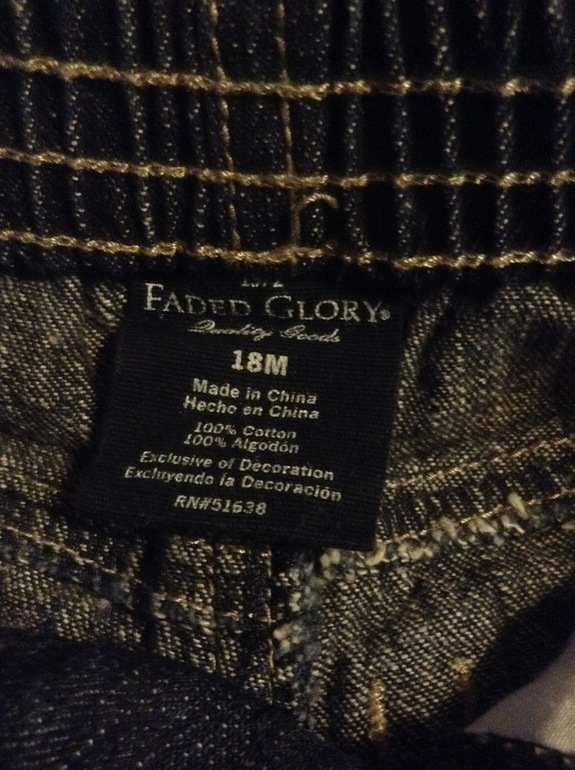 FADED GLORY®
Quality Goods
18M
Made in China
Hecho en China
100% Cotton
100% Algodón
Exclusive of Decoration
Excluyendo la Decoración
RN#51638